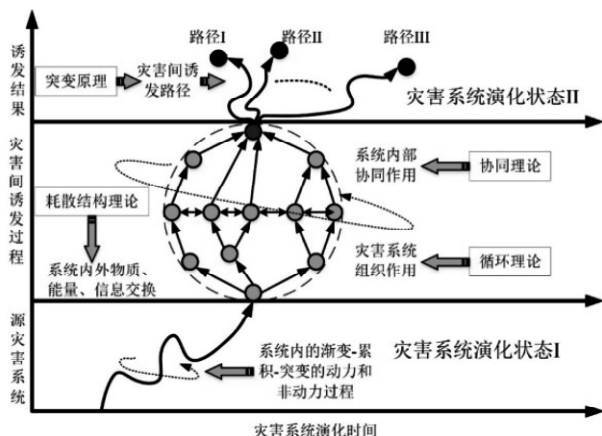 诱发结果
路径I
路径II
路径III
突变原理
灾害间诱
发路径
灾害系统演化状态II
灾害间诱发过程
系统内部
协同作用
协同理论
耗散结构理论
系统内外物质、
能量、信息交换
灾害系统
组织作用
循环理论
源灾害系统
系统内的渐变-累
积-突变的动力和
非动力过程
灾害系统演化状态I
灾害系统演化时间